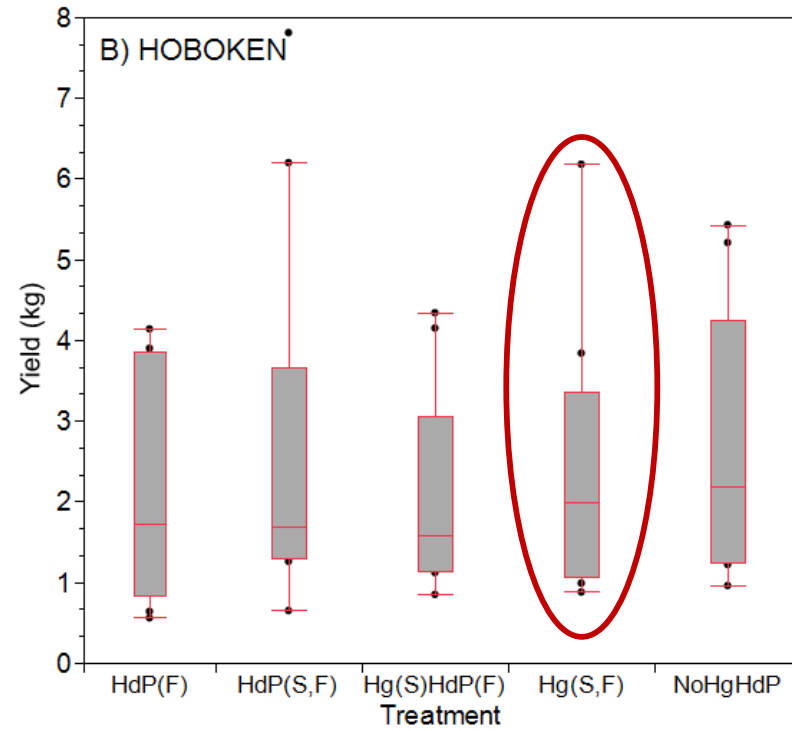 B) HOBOKEN
Yield (kg)
8
7
6
5
4
3
2
1
0
HdP(F) HdP(S,F) Hg(S)HdP(F) Hg(S,F) NoHgHdP
Treatment